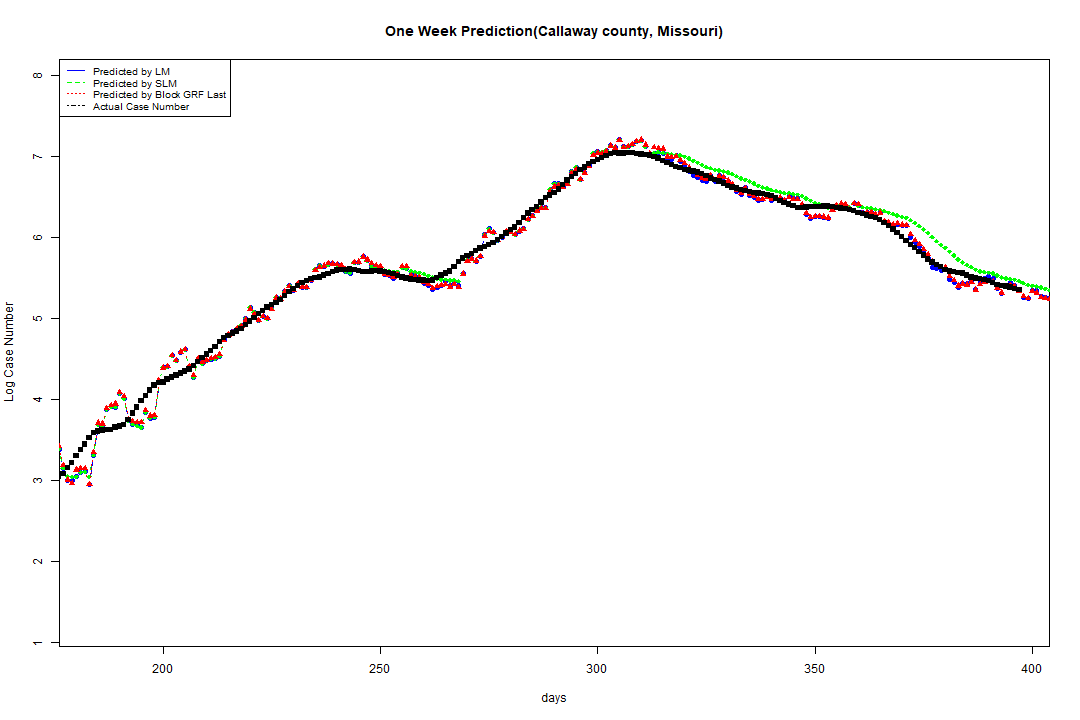 One Week Prediction(Callaway county, Missouri)
Predicted by LM
Predicted by SLM
Predicted by Block GRF Last
Actual Case Number
8
7
6
5
4
3
2
1
Log Case Number
200 250 300 350 400
days